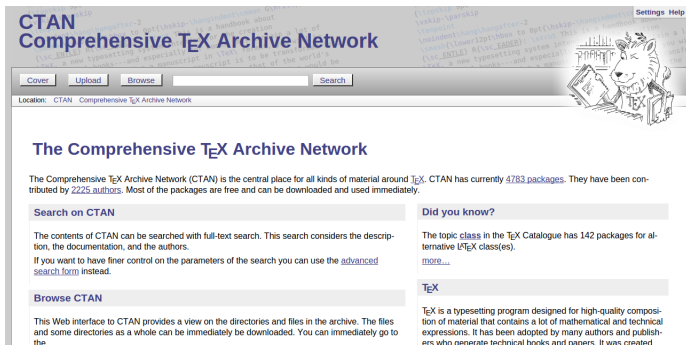 Settings Help
CTAN
Comprehensive TEX Archive Network
Cover Upload Browse Search
Location: CTAN Comprehensive TEX Archive Network
The Comprehensive TEX Archive Network
The Comprehensive TEX Archive Network (CTAN) is the central place for all kinds of material around TEX. CTAN has currently 4783 packages. They have been con-
tributed by 2225 authors. Most of the packages are free and can be downloaded and used immediately.
Search on CTAN
The contents of CTAN can be searched with full-text search. This search considers the descrip-
tion, the documentation, and the authors.
If you want to have finer control on the parameters of the search you can use the advanced
search form instead.
Browse CTAN
This Web interface to CTAN provides a view on the directories and files in the archive. The files
and some directories as a whole can be immediately be downloaded. You can immediately go to
the
Did you know?
The topic class in the TEX Catalogue has 142 packages for al-
ternative LATEX class(es).
more…
TEX
TEX is a typesetting program designed for high-quality composi-
tion of material that contains a lot of mathematical and technical
expressions. It has been adopted by many authors and publish-
ers who generate technical books and papers. It was created